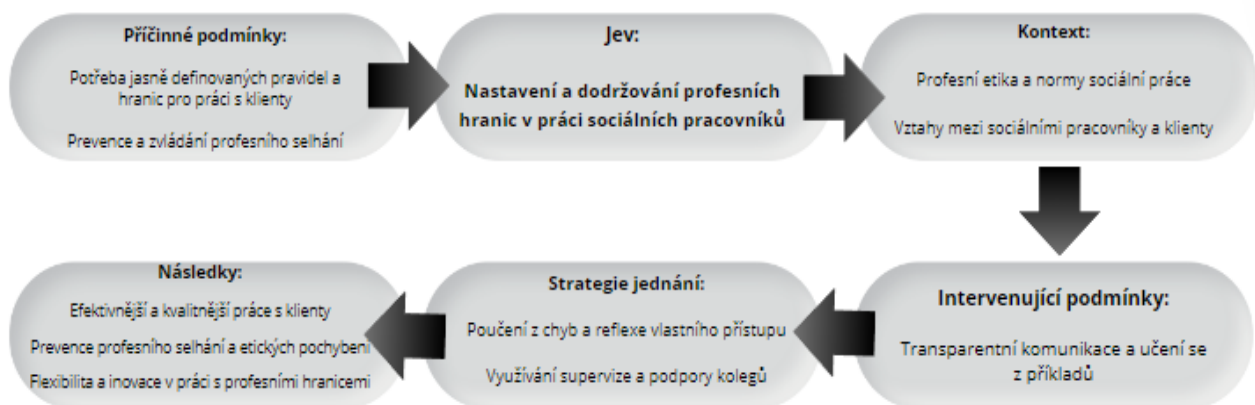 Příčinné podmínky:
Potřeba jasně definovaných pravidel a
hranic pro práci s klienty
Prevence a zvládání profesního selhání
Jev:
Nastavení a dodržování profesních
hranic v práci sociálních pracovníků
Kontext:
Profesní etika a normy sociální práce
Vztahy mezi sociálními pracovníky a klienty
Intervenující podmínky:
Transparentní komunikace a učení se
z příkladů
Strategie jednání:
Poučení z chyb a reflexe vlastního přístupu
Využívání supervize a podpory kolegů
Následky:
Efektivnější a kvalitnější práce s klienty
Prevence profesního selhání a etických pochybení
Flexibilita a inovace v práci s profesními hranicemi